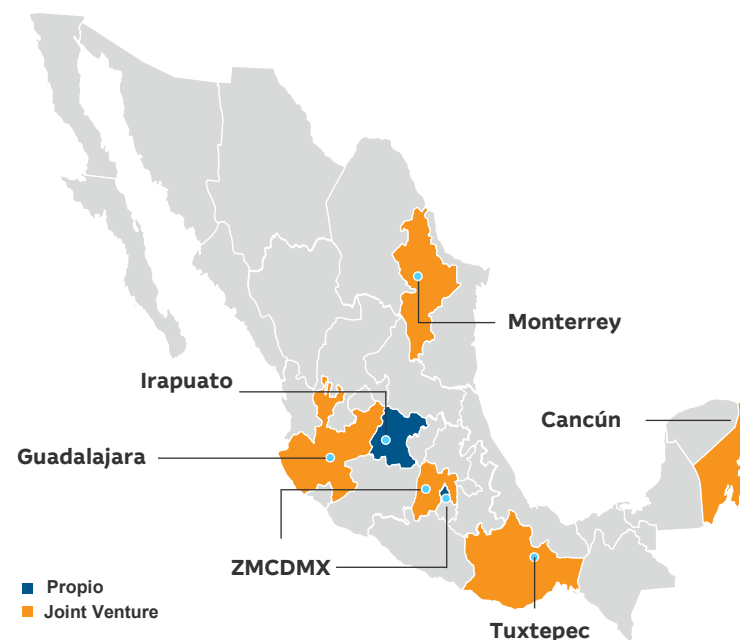 Monterrey
Irapuato
Cancún
Guadalajara
ZMCDMX
Propio
Joint Venture
Tuxtepec